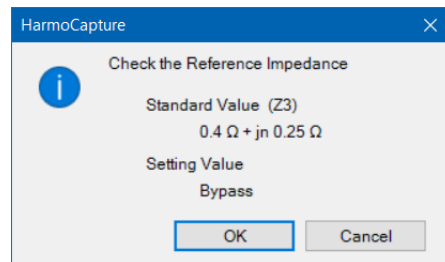 HarmoCapture
Check the Reference Impedance
Standard Value (Z3)
0.4 Ω + jn 0.25 Ω
Setting Value
Bypass
OK
Cancel